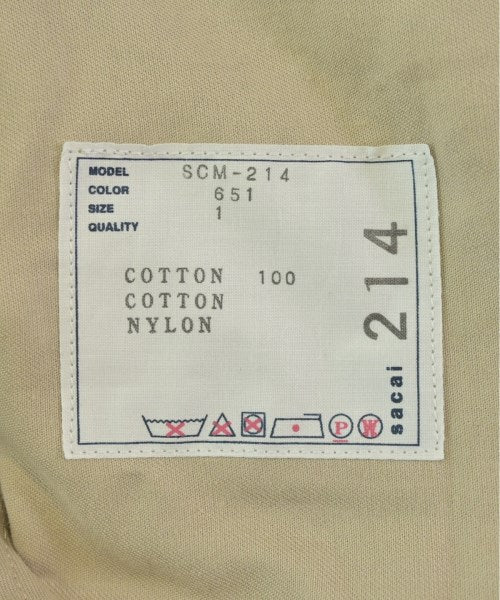 MODEL SCM-214
COLOR 651
SIZE 1
QUALITY
COTTON 100
COTTON
NYLON
sacai 214
P
W